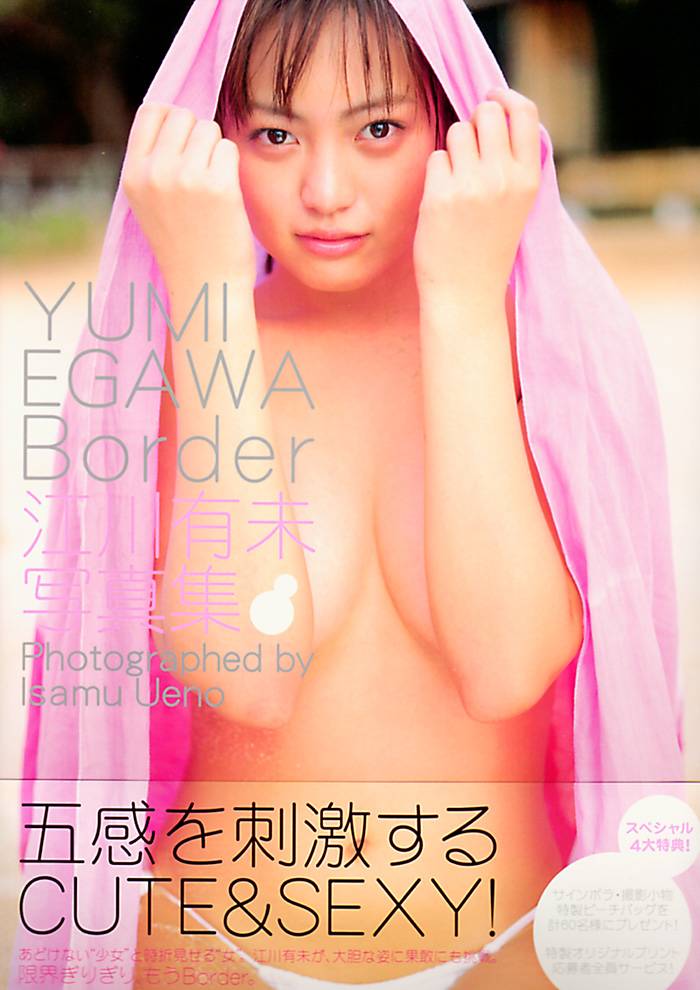 YUMI
EGAWA
Border
江川有未
写真集
Photographed by
Isamu Ueno
五感を刺激する
CUTE&SEXY!
あどけない“少女”と時折見せる“女”。江川有未が、大胆な姿に果敢にも挑戦。
限界ぎりぎり、もうBorder。
スペシャル
4大特典!
サインポラ・撮影小物
特製ビーチバッグを
計60名様にプレゼント!
特製オリジナルプリント
応募者全員サービス!